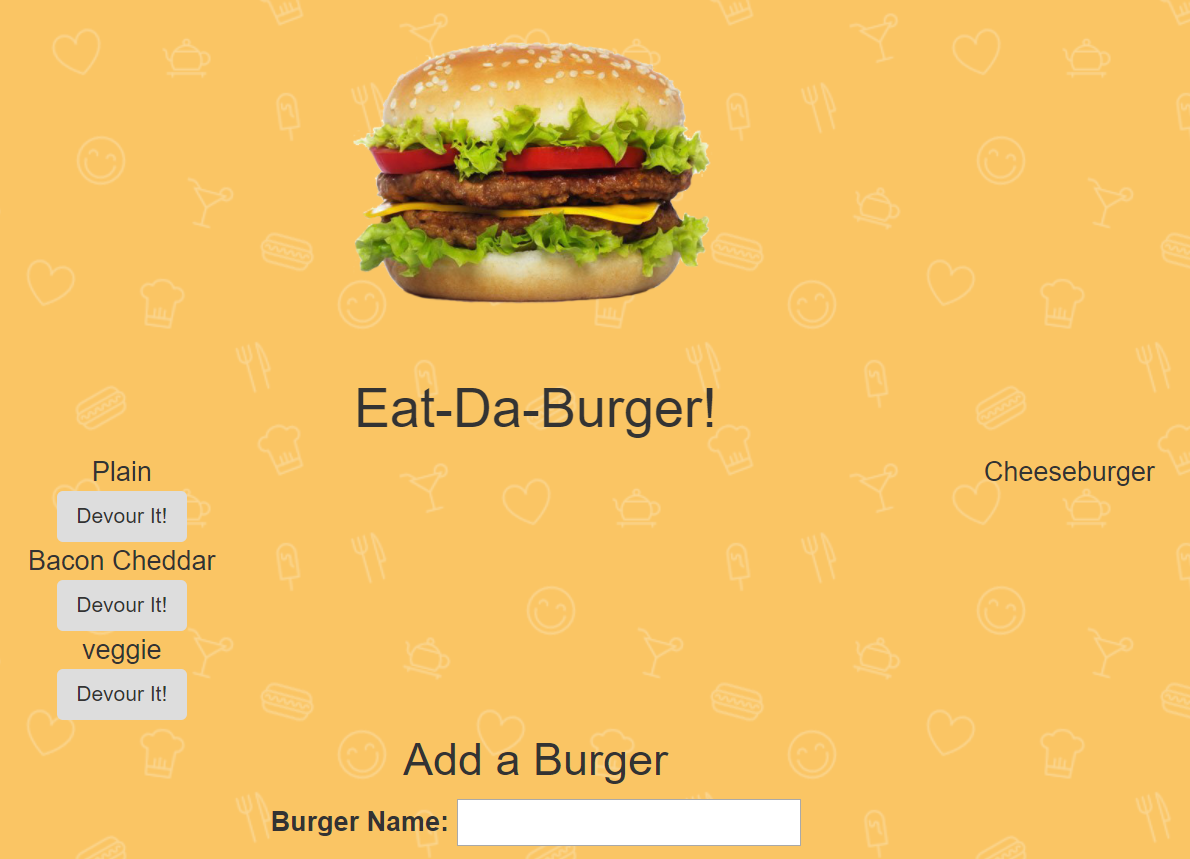 Eat-Da-Burger!
Plain
Devour It!
Bacon Cheddar
Devour It!
veggie
Devour It!
Cheeseburger
Add a Burger
Burger Name: